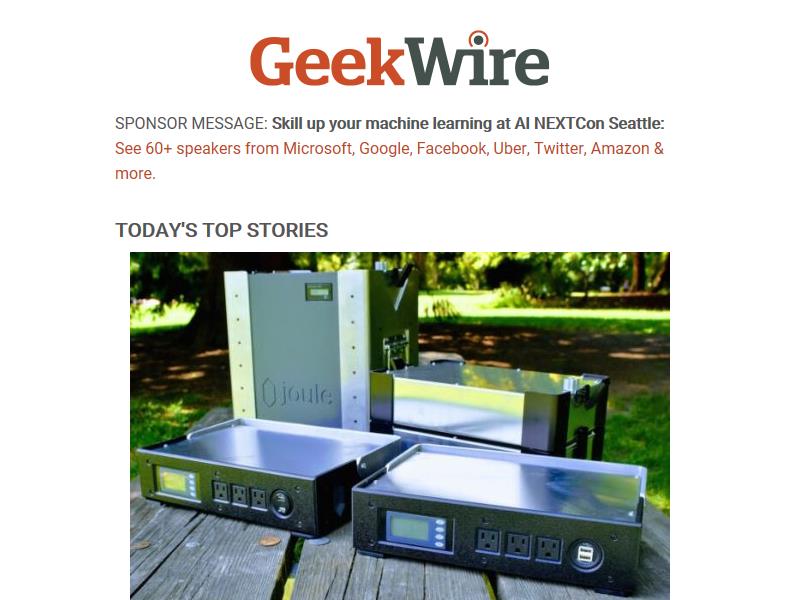 GeekWire
SPONSOR MESSAGE: Skill up your machine learning at AI NEXTCon Seattle:
See 60+ speakers from Microsoft, Google, Facebook, Uber, Twitter, Amazon &
more.
TODAY'S TOP STORIES
joule